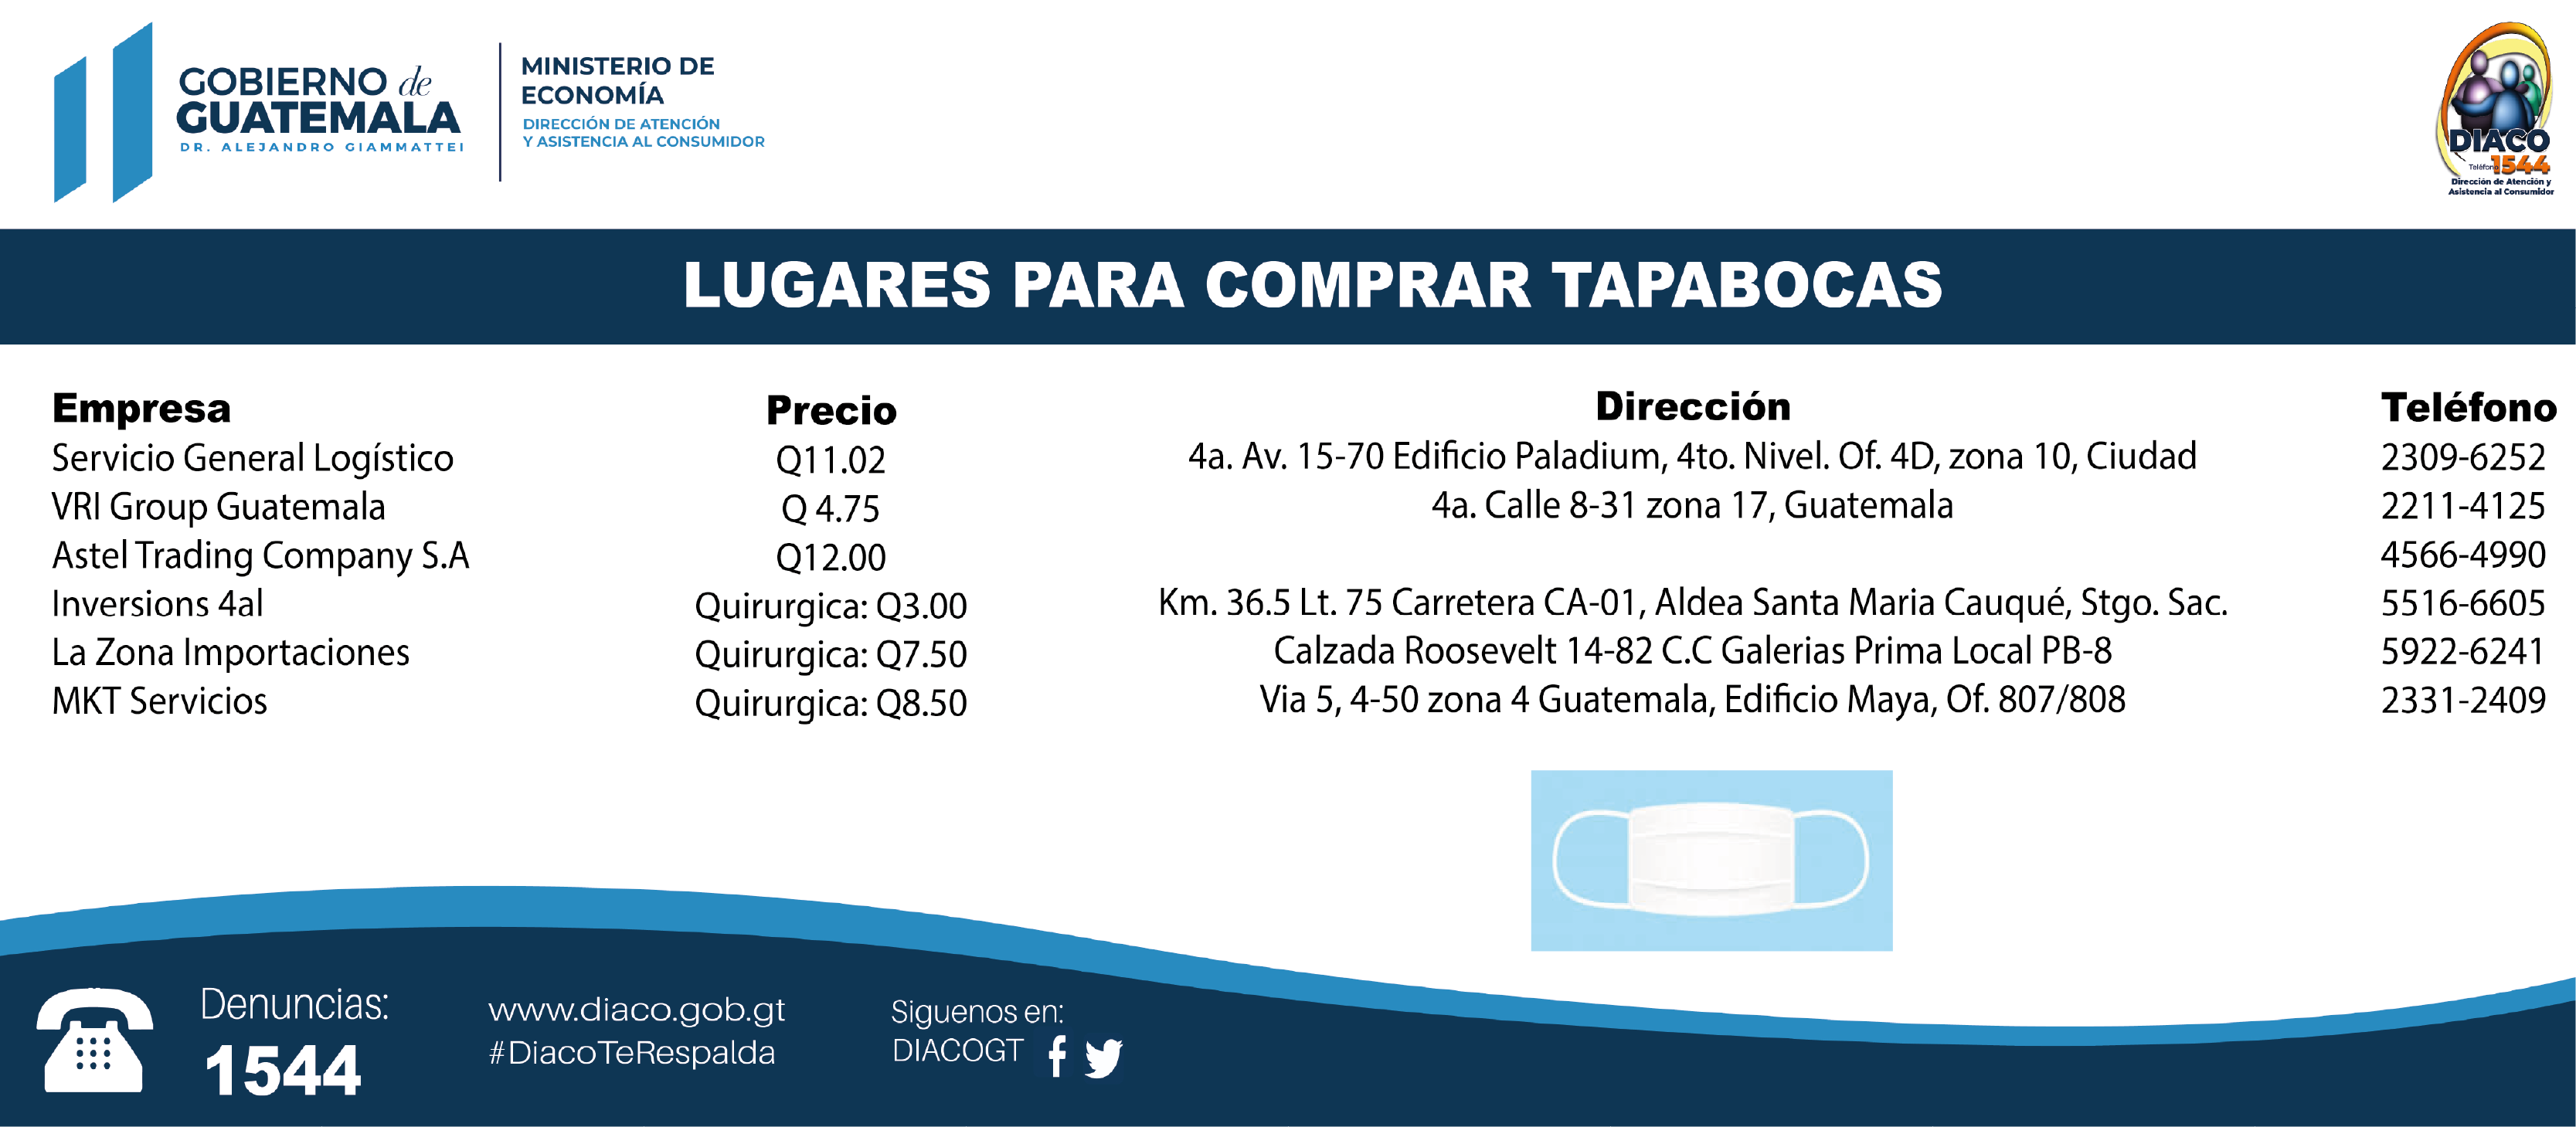 GOBIERNO de
GUATEMALA
DR. ALEJANDRO GIAMMATTEI
MINISTERIO DE
ECONOMÍA
DIRECCIÓN DE ATENCIÓN
Y ASISTENCIA AL CONSUMIDOR
DIACO
Teléfono 1544
Dirección de Atención y
Asistencia al Consumidor
LUGARES PARA COMPRAR TAPABOCAS
Empresa Precio Dirección Teléfono
Servicio General Logístico Q11.02 4a. Av. 15-70 Edificio Paladium, 4to. Nivel. Of. 4D, zona 10, Ciudad 2309-6252
VRI Group Guatemala Q 4.75 4a. Calle 8-31 zona 17, Guatemala 2211-4125
Astel Trading Company S.A Q12.00 4566-4990
Inversions 4al Quirurgica: Q3.00 Km. 36.5 Lt. 75 Carretera CA-01, Aldea Santa Maria Cauqué, Stgo. Sac. 5516-6605
La Zona Importaciones Quirurgica: Q7.50 Calzada Roosevelt 14-82 C.C Galerias Prima Local PB-8 5922-6241
MKT Servicios Quirurgica: Q8.50 Via 5, 4-50 zona 4 Guatemala, Edificio Maya, Of. 807/808 2331-2409
Denuncias:
1544
www.diaco.gob.gt
#DiacoTeRespalda
Siguenos en:
DIACOGT